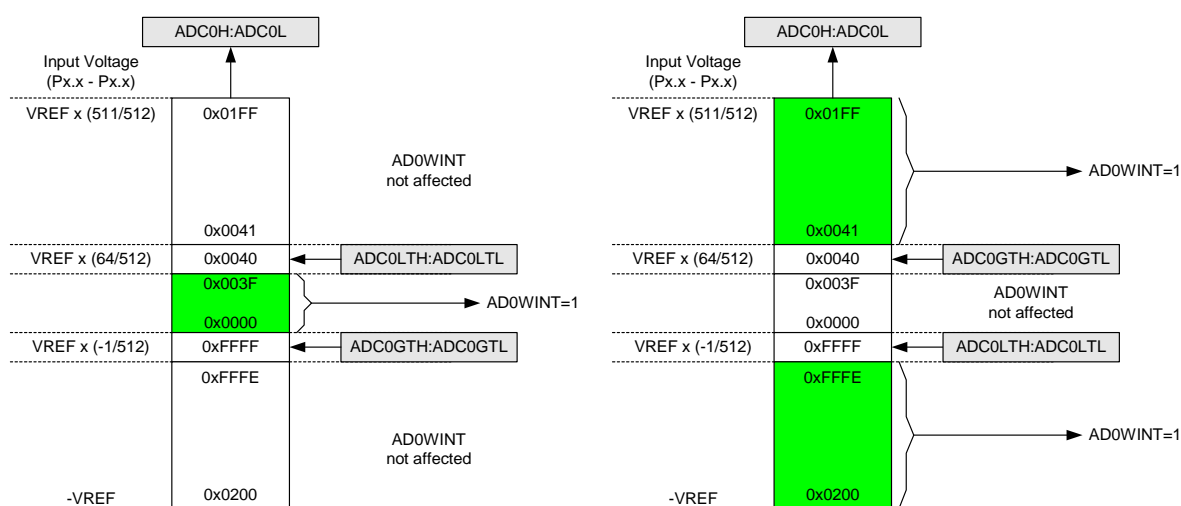 ADC0H:ADC0L
Input Voltage
(Px.x - Px.x)
VREF x (511/512)
0x01FF
AD0WINT
not affected
0x0041
VREF x (64/512)
0x0040
ADC0LTH:ADC0LTL
0x003F
AD0WINT=1
0x0000
VREF x (-1/512)
0xFFFF
ADC0GTH:ADC0GTL
0xFFFE
AD0WINT
not affected
-VREF
0x0200
ADC0H:ADC0L
Input Voltage
(Px.x - Px.x)
VREF x (511/512)
0x01FF
AD0WINT=1
0x0041
VREF x (64/512)
0x0040
ADC0GTH:ADC0GTL
0x003F
AD0WINT
not affected
0x0000
VREF x (-1/512)
0xFFFF
ADC0LTH:ADC0LTL
0xFFFE
AD0WINT=1
-VREF
0x0200